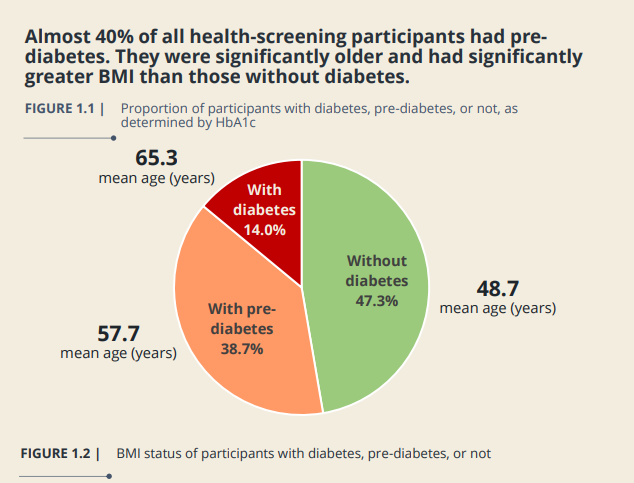 Almost 40% of all health-screening participants had pre-
diabetes. They were significantly older and had significantly
greater BMI than those without diabetes.
FIGURE 1.1 | Proportion of participants with diabetes, pre-diabetes, or not, as
determined by HbA1c
65.3
mean age (years)
With
diabetes
14.0%
Without
diabetes
47.3%
48.7
mean age (years)
With pre-
diabetes
38.7%
57.7
mean age (years)
FIGURE 1.2 | BMI status of participants with diabetes, pre-diabetes, or not